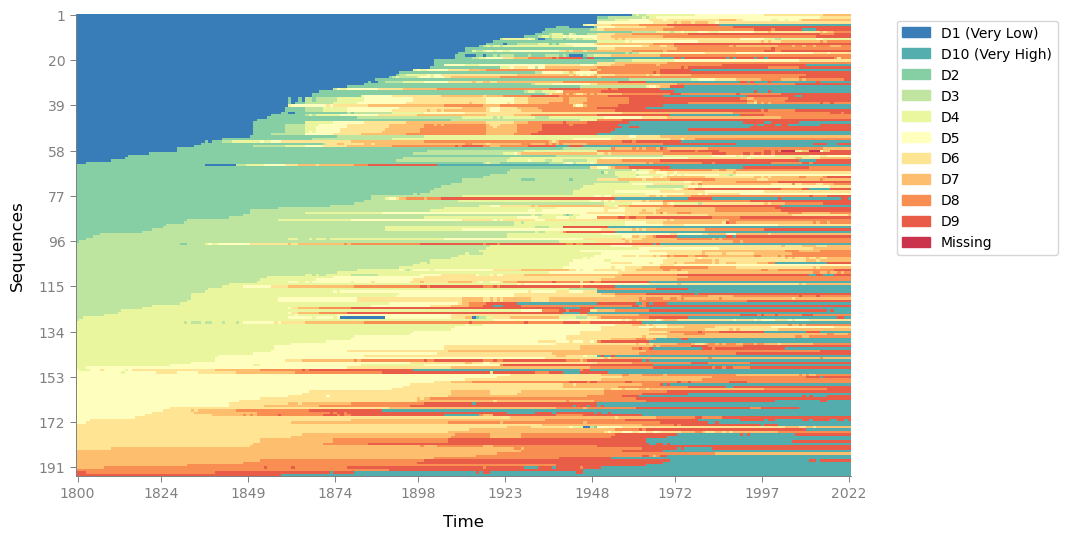 1
20
39
58
77
96
115
134
153
172
191
Sequences
1800
1824
1849
1874
1898
1923
1948
1972
1997
2022
Time
D1 (Very Low)
D10 (Very High)
D2
D3
D4
D5
D6
D7
D8
D9
Missing